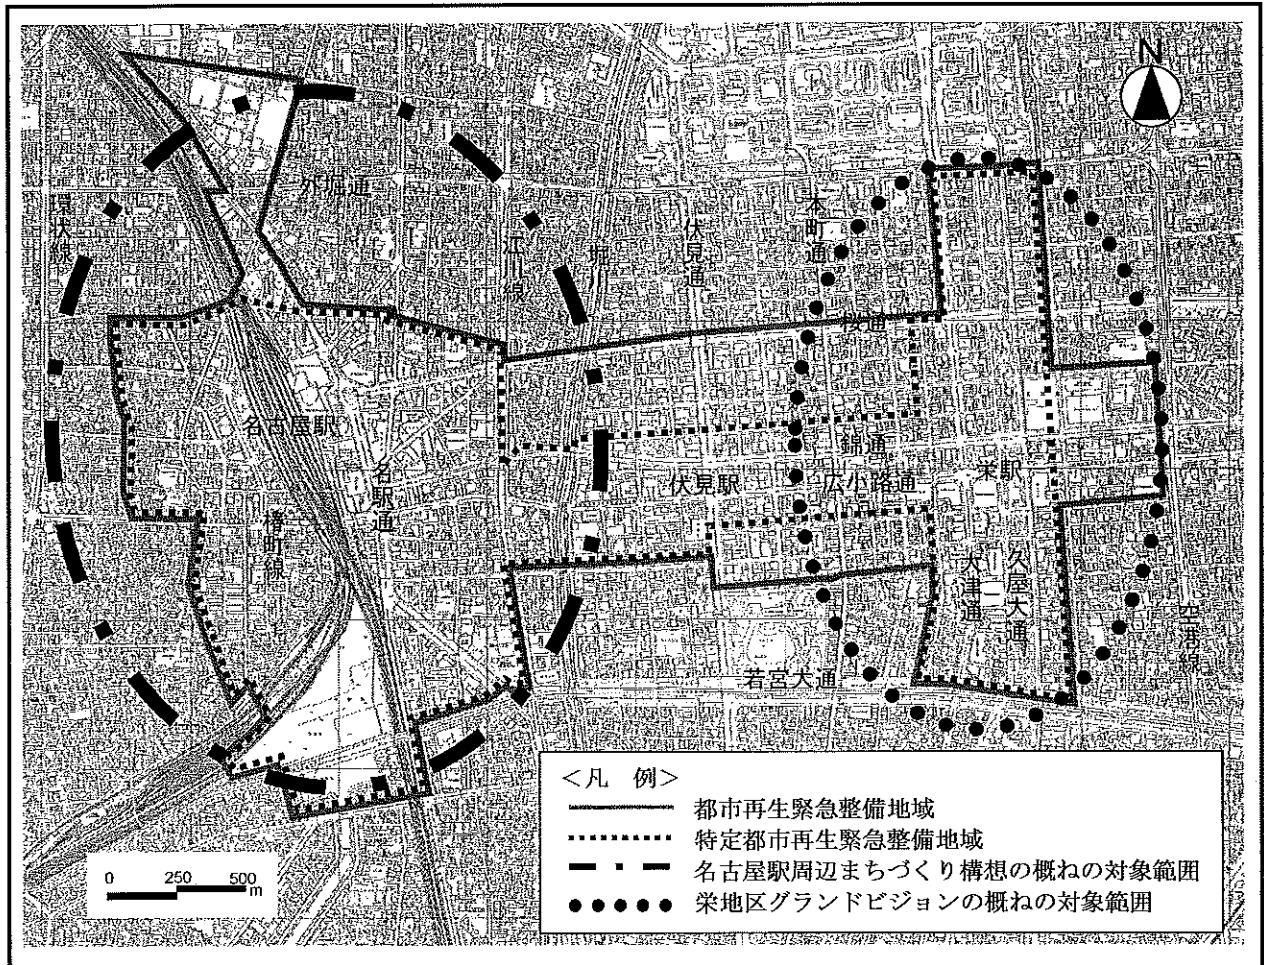 N
外堀通
環状線
江川線
堀川
伏見通
本町通
桜通
名古屋駅
名駅通
錦通
伏見駅
広小路通
栄駅
椿町線
大津通
久屋大通
空港線
若宮大通
<凡 例>
都市再生緊急整備地域
特定都市再生緊急整備地域
名古屋駅周辺まちづくり構想の概ねの対象範囲
栄地区グランドビジョンの概ねの対象範囲
0 250 500
m